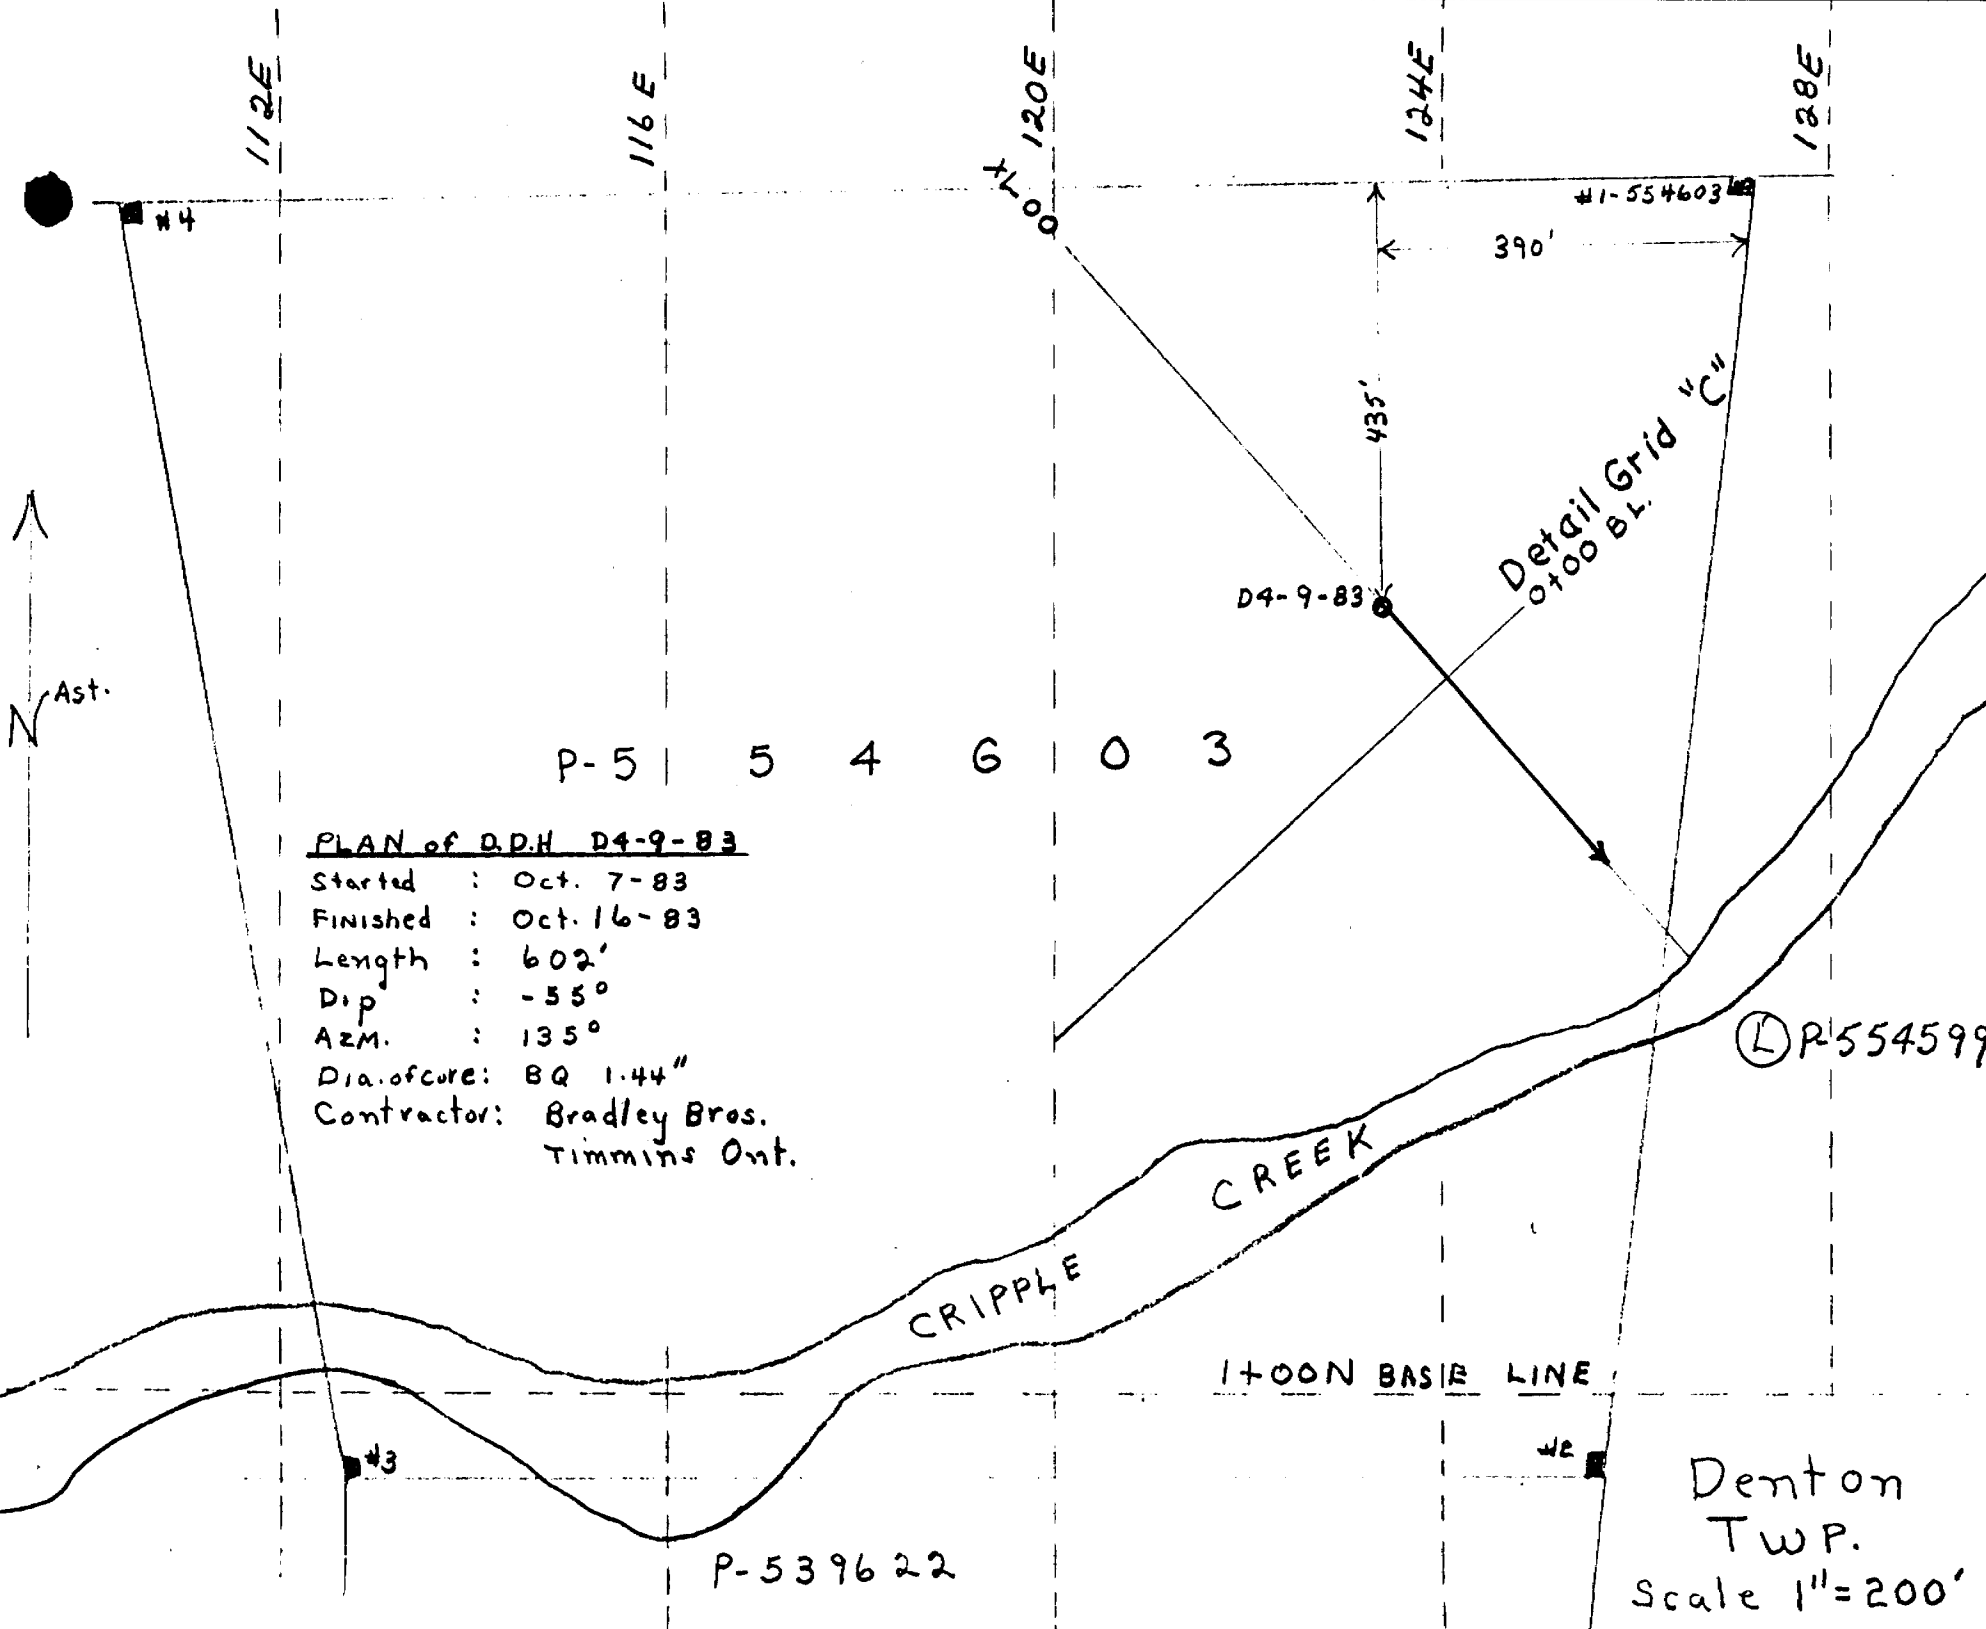 112E
116 E
120E
124E
128E
#4
#1-554603
390'
435'
Detail Grid "C"
0+00 BL.
D4-9-83
Ast.
N
P-5 5 4 6 0 3
PLAN of D.D.H D4-9-83
Started : Oct. 7-83
Finished : Oct. 16-83
Length : 602'
Dip : -55°
Azm. : 135°
Dia. of core: BQ 1.44"
Contractor: Bradley Bros.
Timmins Ont.
L P-554599
CRIPPLE CREEK
1+00N BASE LINE
#3
#2
P-539622
Denton
TWP.
Scale 1"=200'